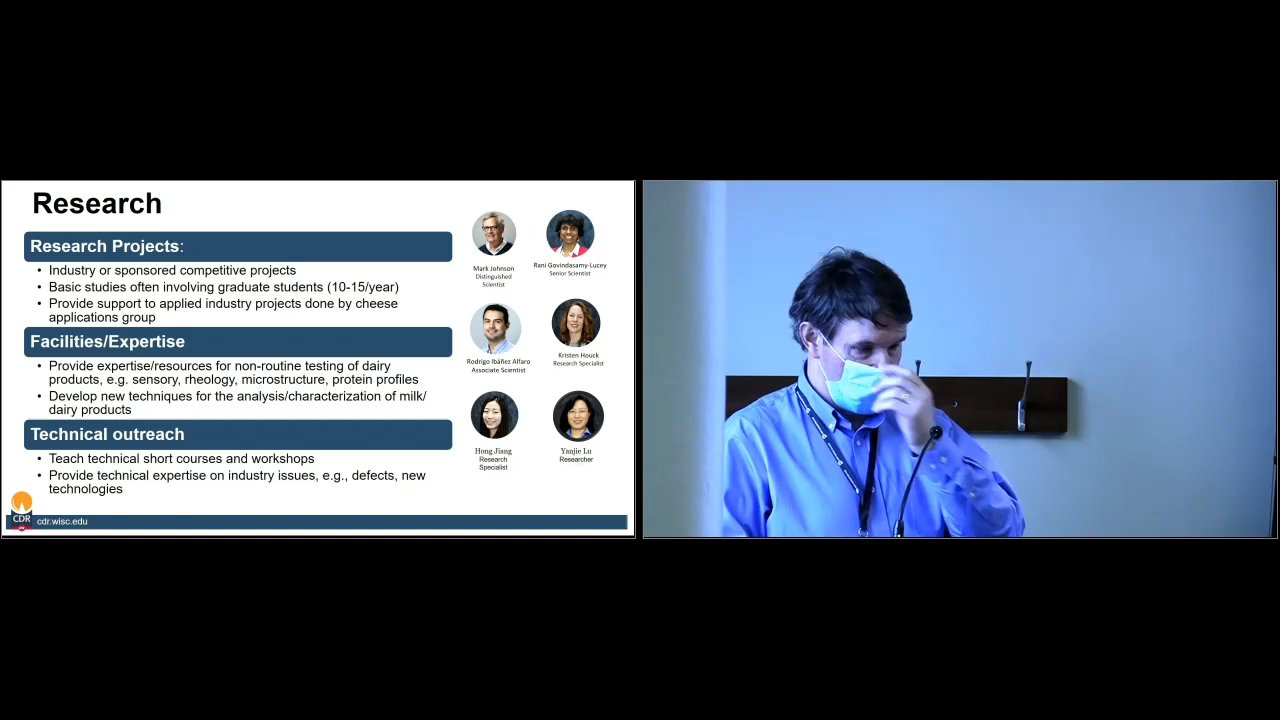 Research
Research Projects:
• Industry or sponsored competitive projects
• Basic studies often involving graduate students (10-15/year)
• Provide support to applied industry projects done by cheese
applications group
Facilities/Expertise
• Provide expertise/resources for non-routine testing of dairy
products, e.g. sensory, rheology, microstructure, protein profiles
• Develop new techniques for the analysis/characterization of milk/
dairy products
Technical outreach
• Teach technical short courses and workshops
• Provide technical expertise on industry issues, e.g., defects, new
technologies
Mark Johnson
Distinguished
Scientist
Rani Govindasamy-Lucey
Senior Scientist
Rodrigo Ibáñez Alfaro
Associate Scientist
Kristen Houck
Research Specialist
Hong Jiang
Research
Specialist
Yanjie Lu
Researcher
CDR
cdr.wisc.edu